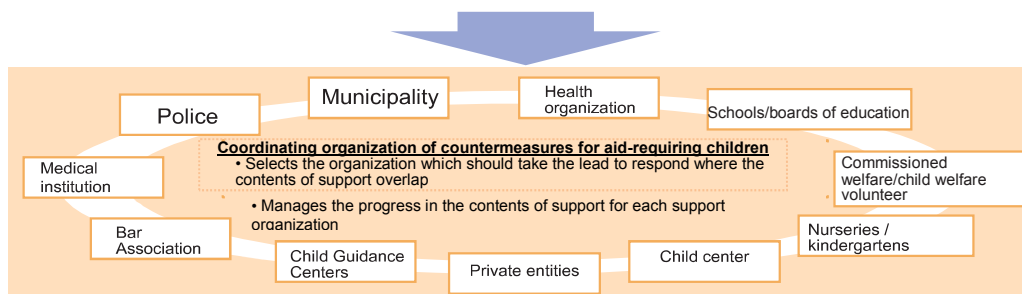 Municipality
Health
organization
Police
Schools/boards of education
Coordinating organization of countermeasures for aid-requiring children
• Selects the organization which should take the lead to respond where the
contents of support overlap
Medical
institution
Commissioned
welfare/child welfare
volunteer
• Manages the progress in the contents of support for each support
organization
Bar
Association
Nurseries /
kindergartens
Child Guidance
Centers
Private entities
Child center